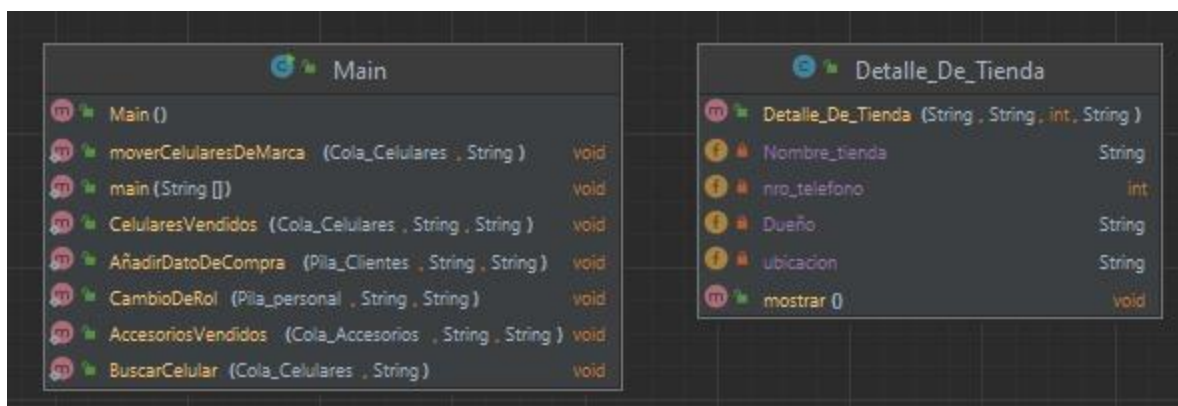 Main
Main ()
moverCelularesDeMarca (Cola_Celulares , String ) void
main (String []) void
CelularesVendidos (Cola_Celulares , String , String ) void
AñadirDatoDeCompra (Pila_Clientes , String , String ) void
CambioDeRol (Pila_personal , String , String ) void
AccesoriosVendidos (Cola_Accesorios , String , String ) void
BuscarCelular (Cola_Celulares , String ) void
Detalle_De_Tienda
Detalle_De_Tienda (String , String , int , String )
Nombre_tienda String
nro_telefono int
Dueño String
ubicacion String
mostrar () void